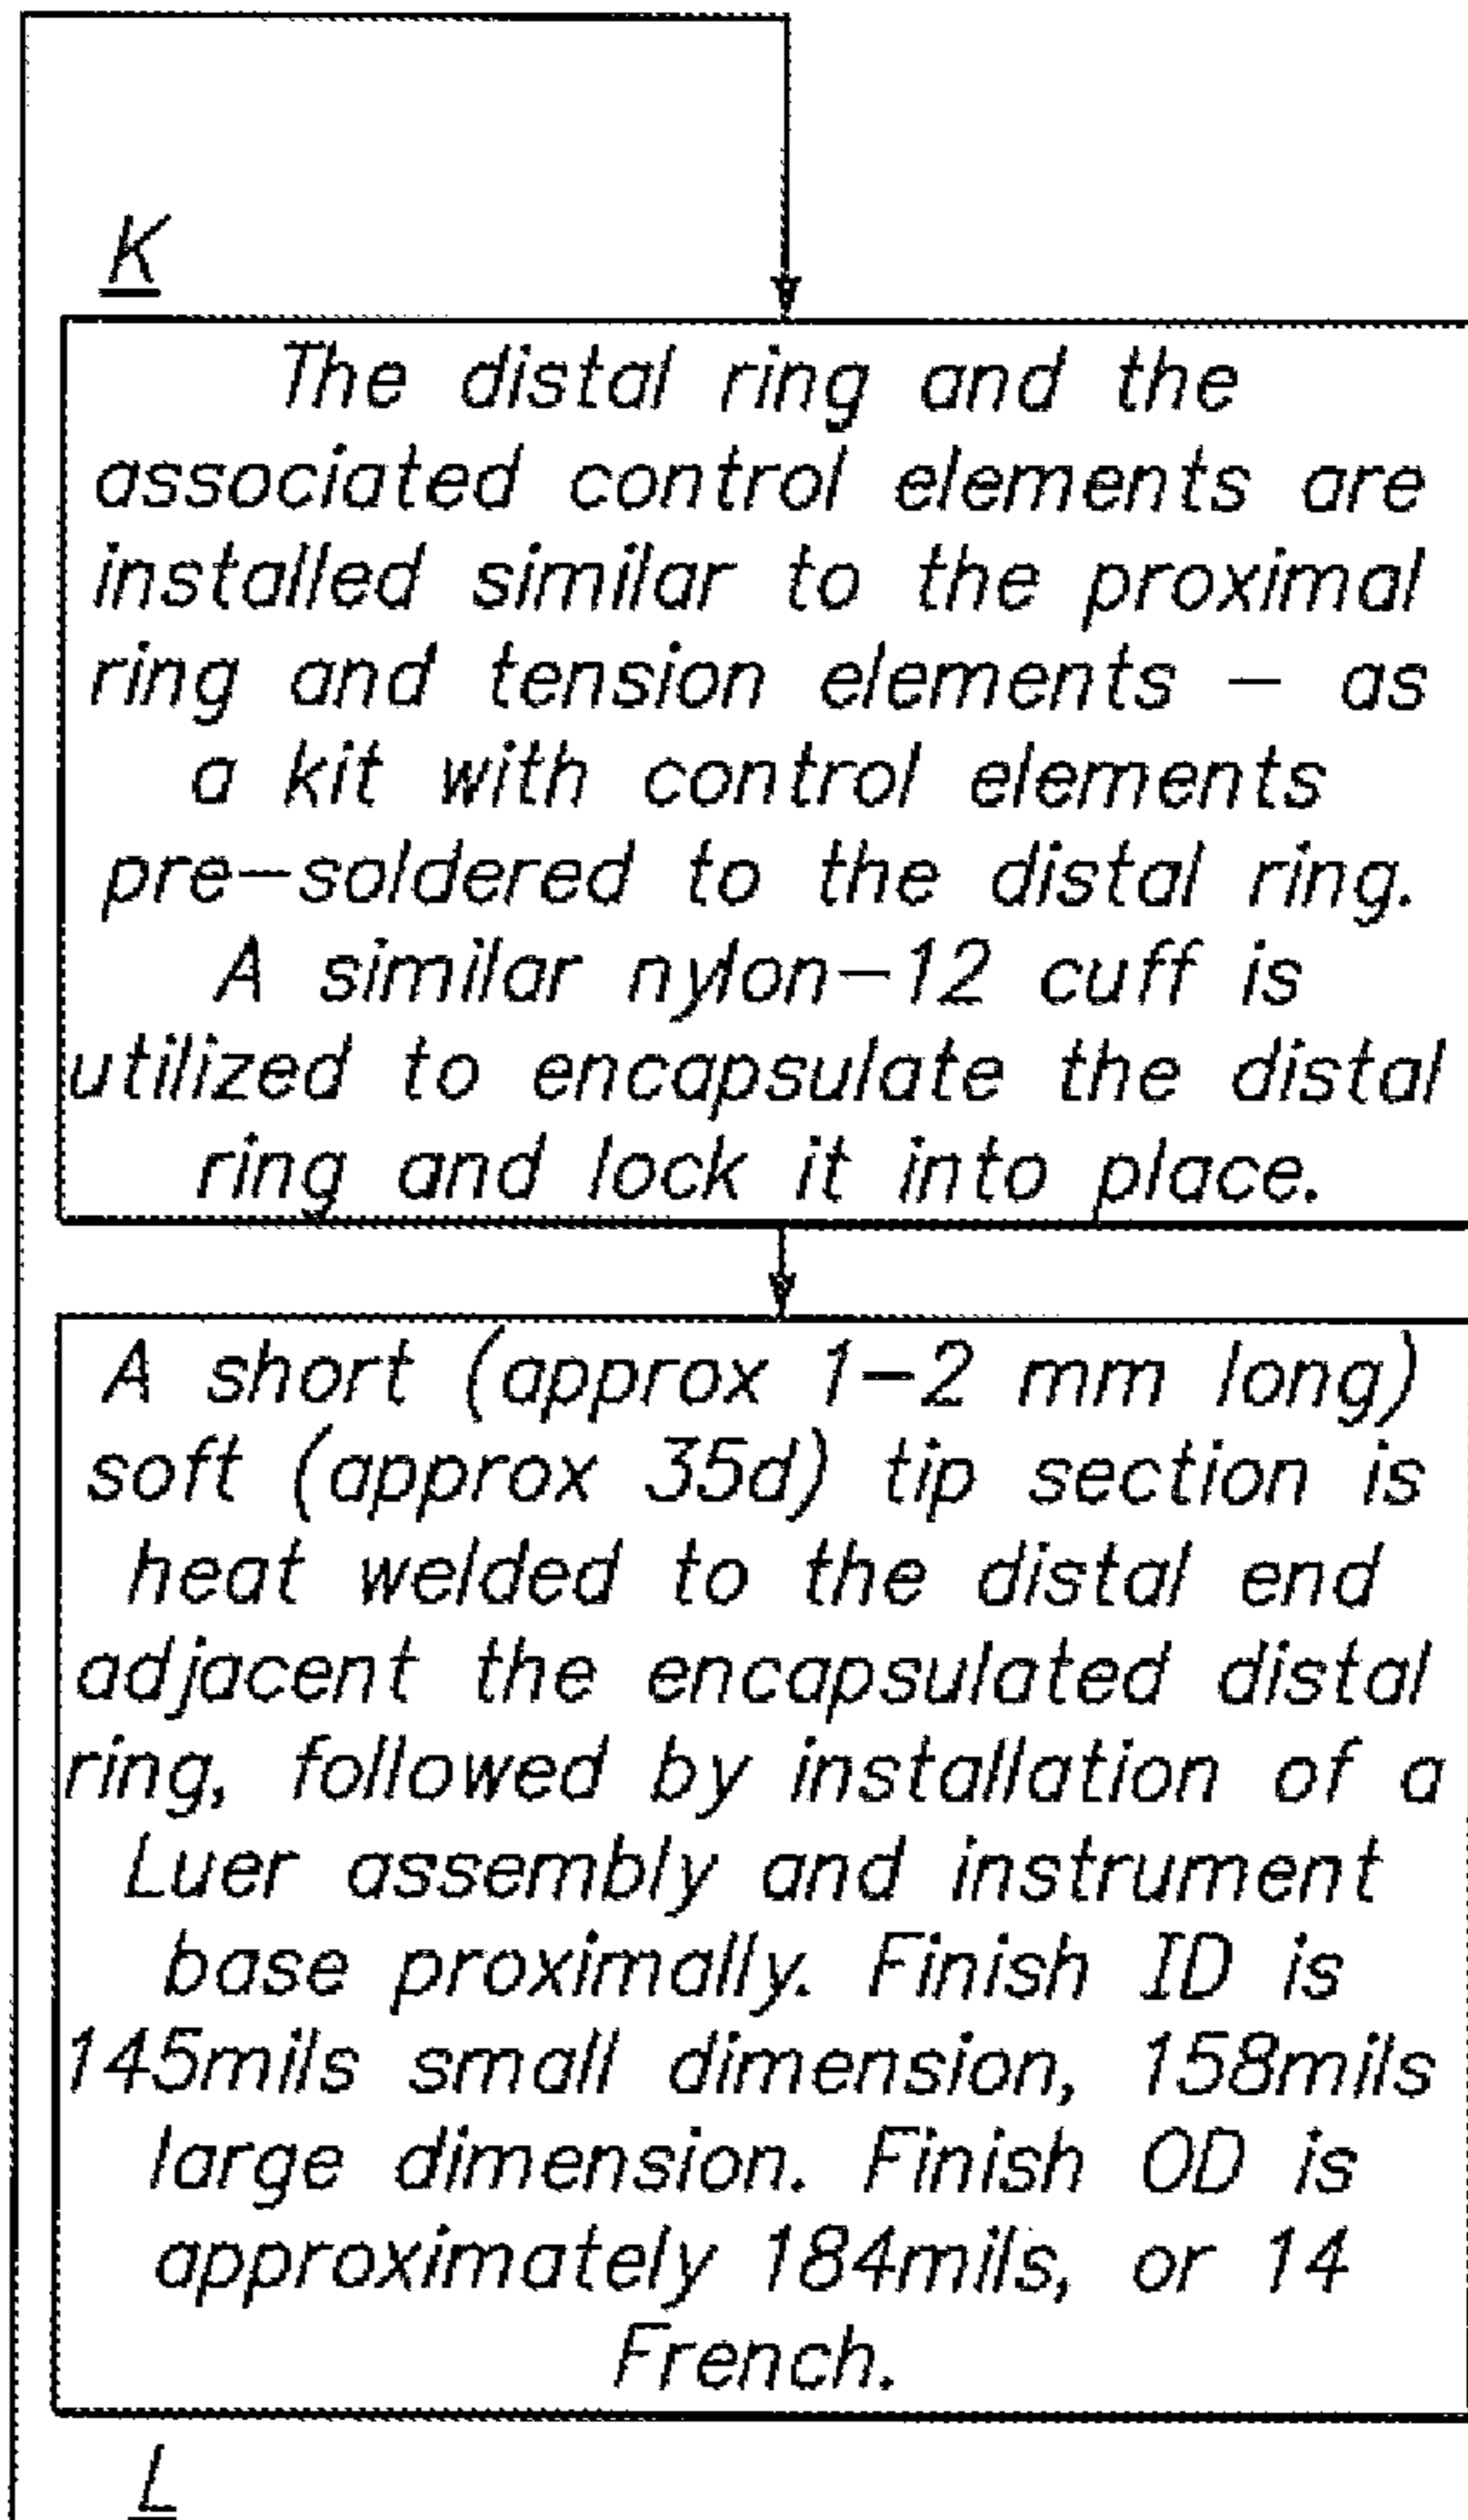 K
The distal ring and the
associated control elements are
installed similar to the proximal
ring and tension elements – as
a kit with control elements
pre–soldered to the distal ring.
A similar nylon–12 cuff is
utilized to encapsulate the distal
ring and lock it into place.
A short (approx 1–2 mm long)
soft (approx 35d) tip section is
heat welded to the distal end
adjacent the encapsulated distal
ring, followed by installation of a
Luer assembly and instrument
base proximally. Finish ID is
145mils small dimension, 158mils
large dimension. Finish OD is
approximately 184mils, or 14
French.
L